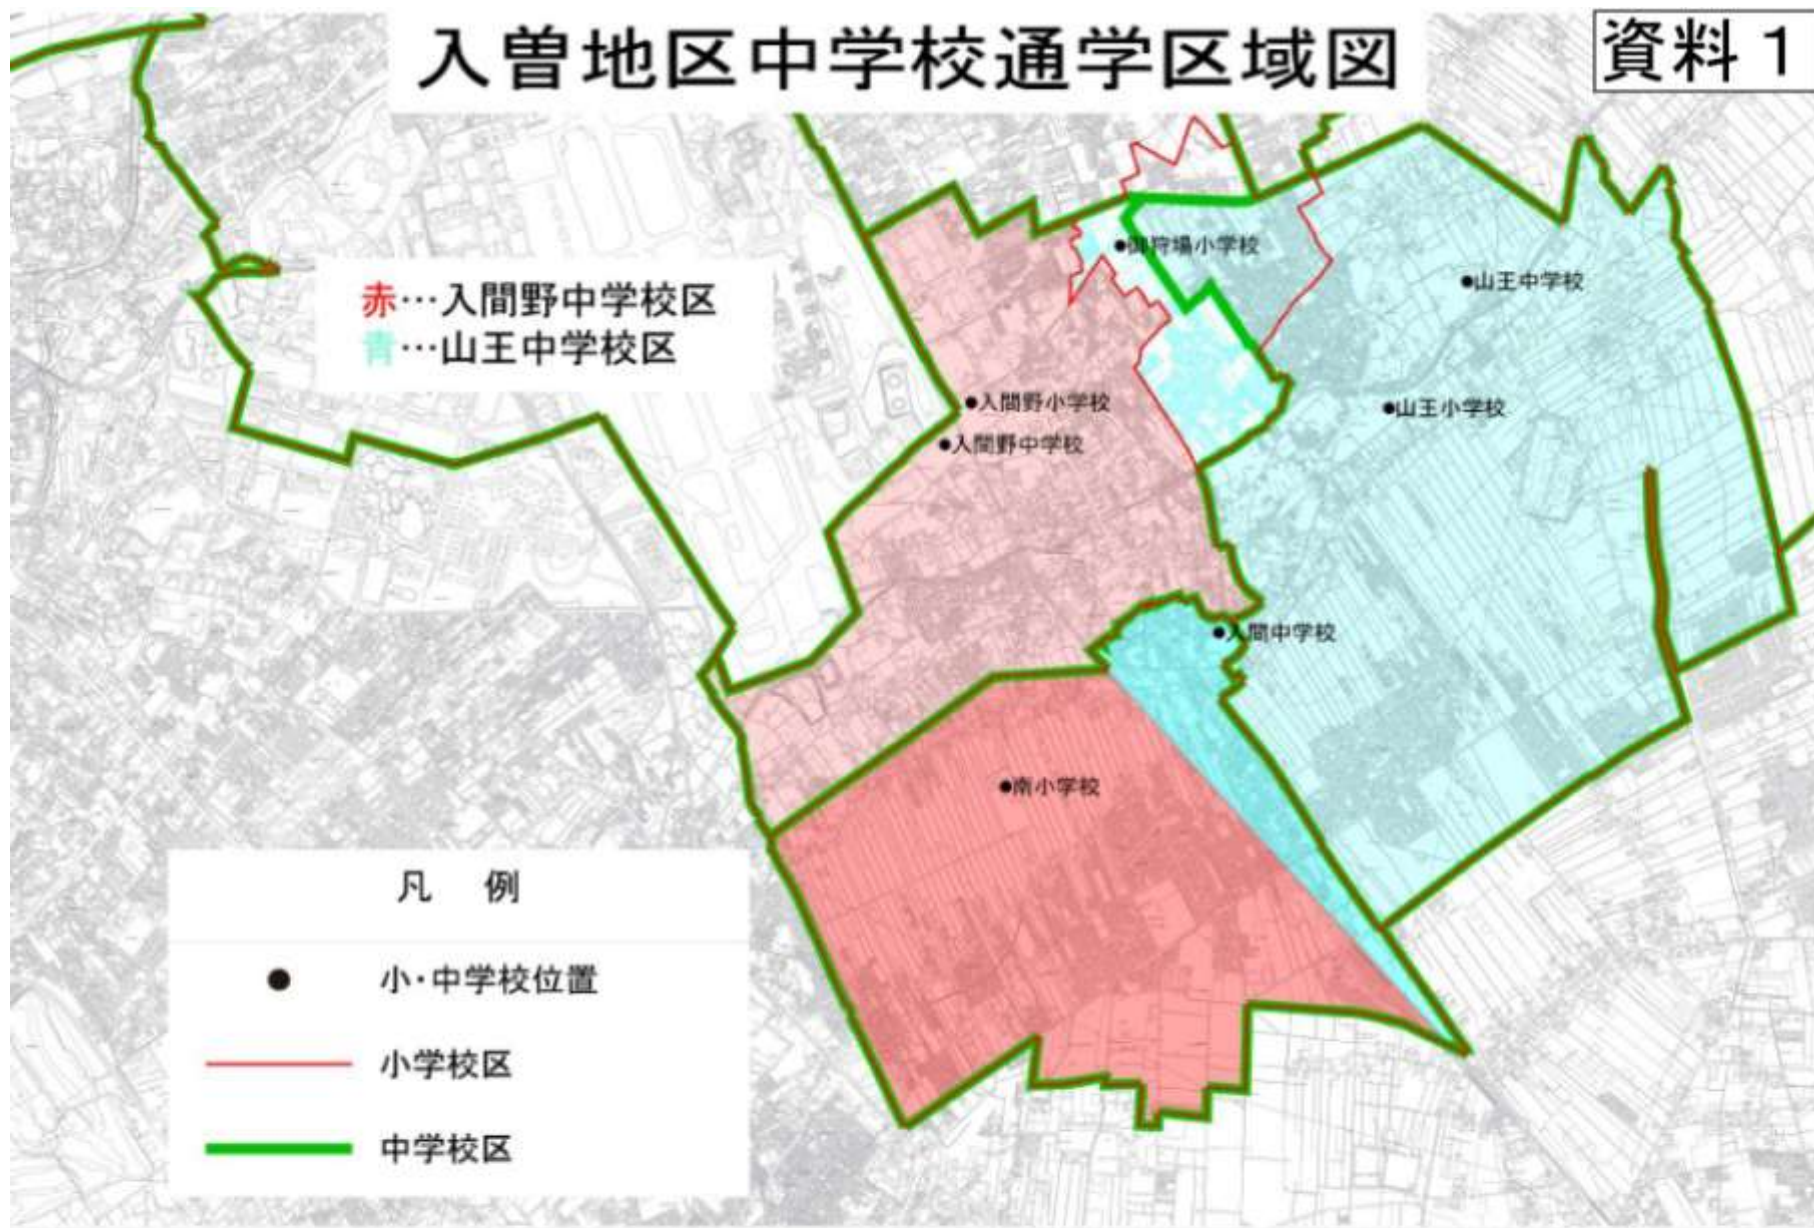 入曽地区中学校通学区域図
資料1
赤…入間野中学校区
青…山王中学校区
御狩場小学校
山王中学校
入間野小学校
山王小学校
入間野中学校
入間中学校
南小学校
凡 例
小・中学校位置
小学校区
中学校区